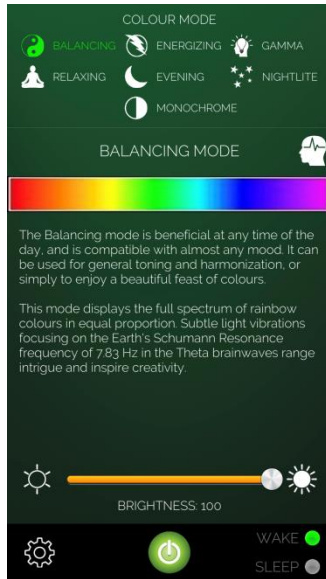 COLOUR MODE
BALANCING ENERGIZING GAMMA
RELAXING EVENING NIGHTLITE
MONOCHROME
BALANCING MODE
The Balancing mode is beneficial at any time of the
day, and is compatible with almost any mood. It can
be used for general toning and harmonization, or
simply to enjoy a beautiful feast of colours.
This mode displays the full spectrum of rainbow
colours in equal proportion. Subtle light vibrations
focusing on the Earth's Schumann Resonance
frequency of 7.83 Hz in the Theta brainwaves range
intrigue and inspire creativity.
BRIGHTNESS: 100
WAKE
SLEEP